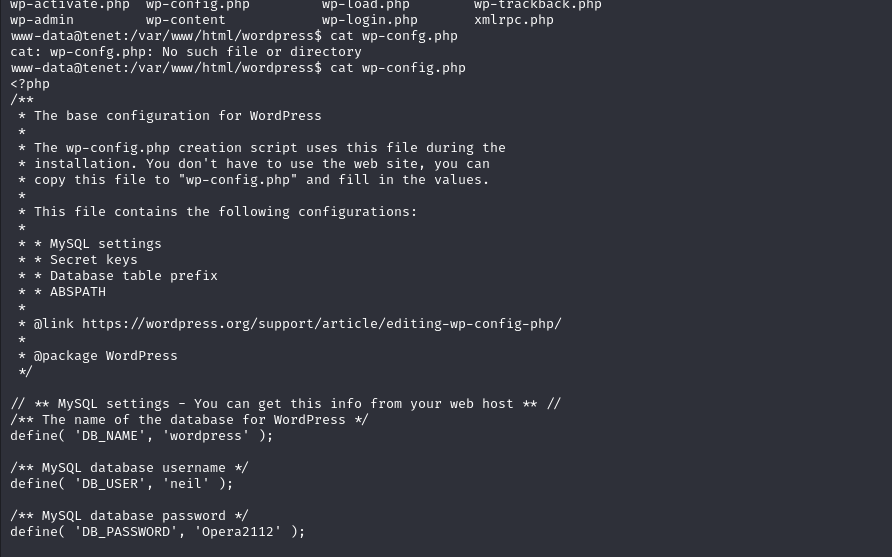 wp-activate.php  wp-config.php         wp-load.php        wp-trackback.php
wp-admin         wp-content            wp-login.php       xmlrpc.php
www-data@tenet:/var/www/html/wordpress$ cat wp-confg.php
cat: wp-confg.php: No such file or directory
www-data@tenet:/var/www/html/wordpress$ cat wp-config.php
<?php
/**
 * The base configuration for WordPress
 *
 * The wp-config.php creation script uses this file during the
 * installation. You don't have to use the web site, you can
 * copy this file to "wp-config.php" and fill in the values.
 *
 * This file contains the following configurations:
 *
 * * MySQL settings
 * * Secret keys
 * * Database table prefix
 * * ABSPATH
 *
 * @link https://wordpress.org/support/article/editing-wp-config-php/
 *
 * @package WordPress
 */

// ** MySQL settings - You can get this info from your web host ** //
/** The name of the database for WordPress */
define( 'DB_NAME', 'wordpress' );

/** MySQL database username */
define( 'DB_USER', 'neil' );

/** MySQL database password */
define( 'DB_PASSWORD', 'Opera2112' );